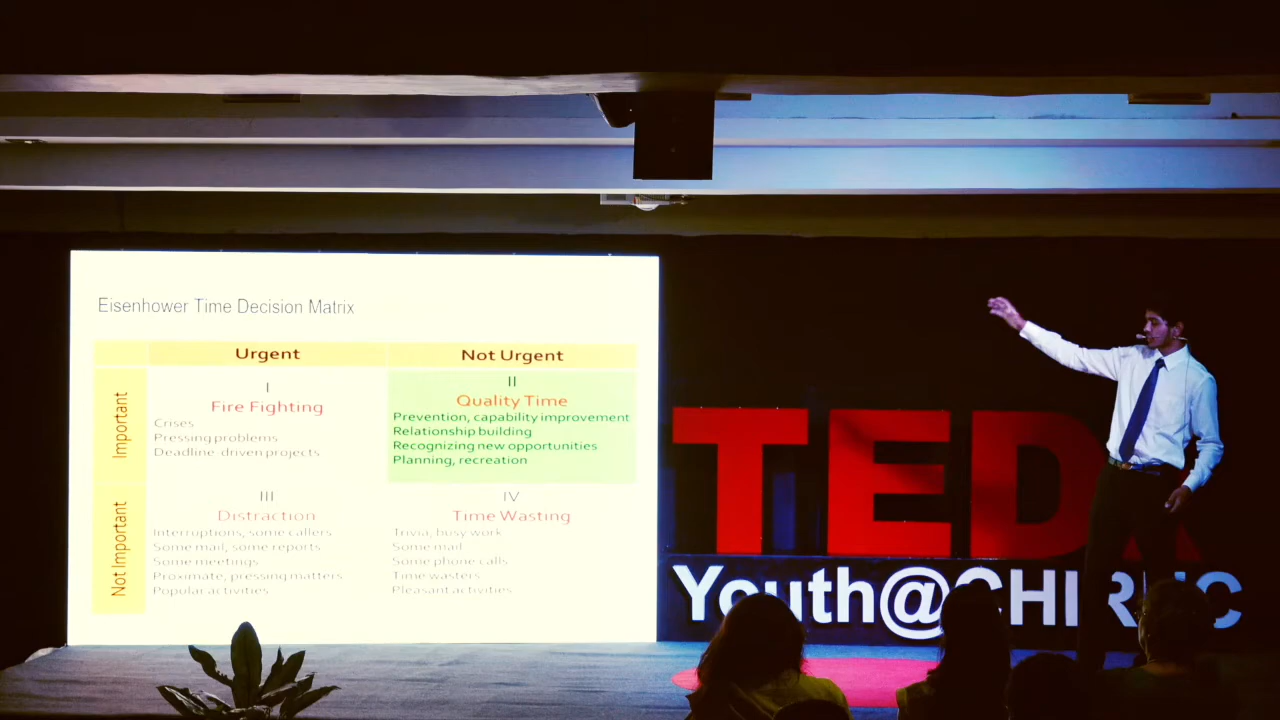 Eisenhower Time Decision Matrix
Urgent
Not Urgent
Important
I
Fire Fighting
Crises
Pressing problems
Deadline-driven projects
II
Quality Time
Prevention, capability improvement
Relationship building
Recognizing new opportunities
Planning, recreation
Not Important
III
Distraction
Interruptions, some callers
Some mail, some reports
Some meetings
Proximate, pressing matters
Popular activities
IV
Time Wasting
Trivia, busy work
Some mail
Some phone calls
Time wasters
Pleasant activities
TEDx
Youth@CHIREC